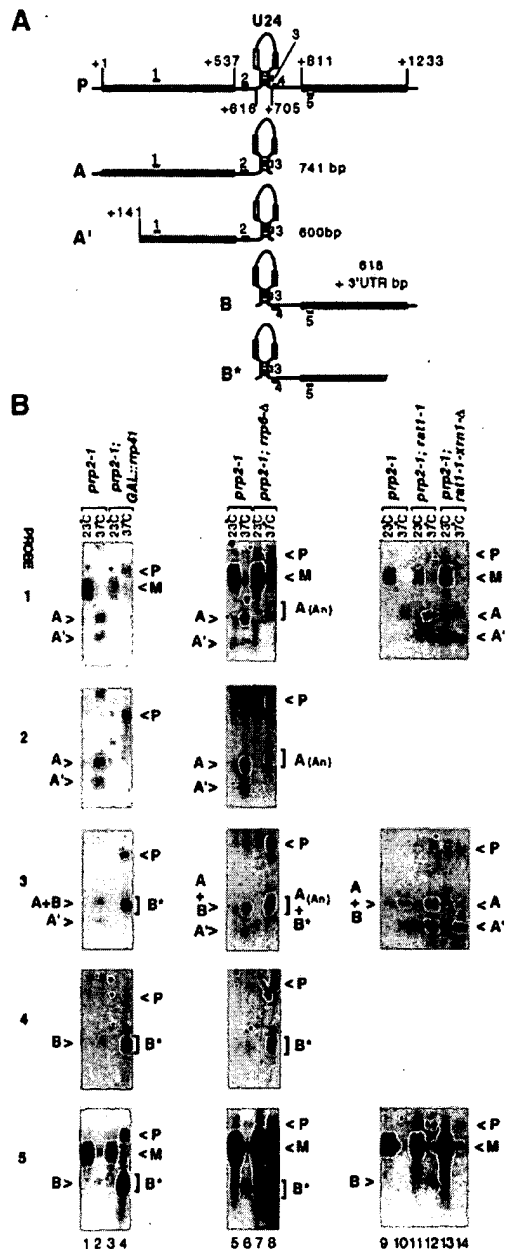 A
U24
3
+1
1
+537
2
4
+811
+1233
P
+616
+705
5
A
1
2
3
741 bp
+141
A'
1
2
3
600bp
B
3
4
5
618
+ 3'UTR bp
B*
3
4
5
B
prp2-1
prp2-1;
GAL::rrp41
prp2-1
prp2-1; rrp6-Δ
prp2-1
prp2-1; rat1-1
prp2-1;
rat1-1-xrn1-Δ
23C 37C 23C 37C
23C 37C 23C 37C
23C 37C 23C 37C 23C 37C
PROBE
1
< P
< M
A >
A' >
< P
< M
A >
A' >
] A(An)
< P
< M
< A
< A'
2
< P
A >
A' >
< P
A >
A' >
] A(An)
3
< P
A+B >
A' >
] B*
< P
A
+
B >
A' >
] A(An)
+
B*
A
+
B >
< P
< A
< A'
4
< P
B >
] B*
< P
] B*
5
< P
< M
B >
] B*
< P
< M
] B*
< P
< M
B >
1 2 3 4
5 6 7 8
9 10 11 12 13 14